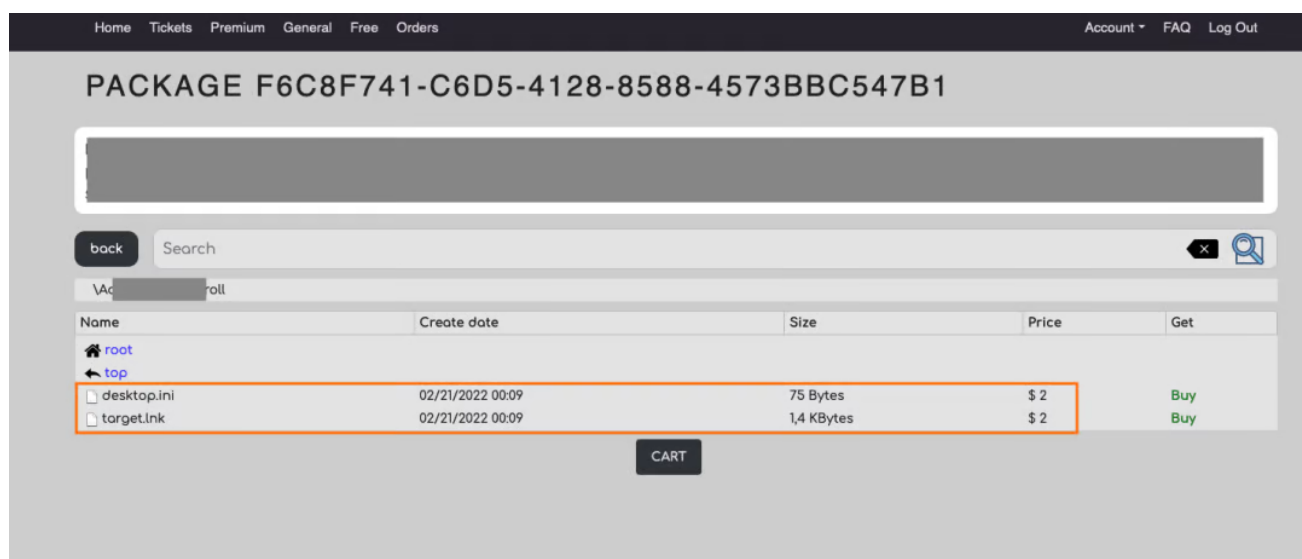 Home Tickets Premium General Free Orders Account FAQ Log Out
PACKAGE F6C8F741-C6D5-4128-8588-4573BBC547B1
back Search
\Ac roll
Name Create date Size Price Get
root
top
desktop.ini 02/21/2022 00:09 75 Bytes $ 2 Buy
target.lnk 02/21/2022 00:09 1,4 KBytes $ 2 Buy
CART